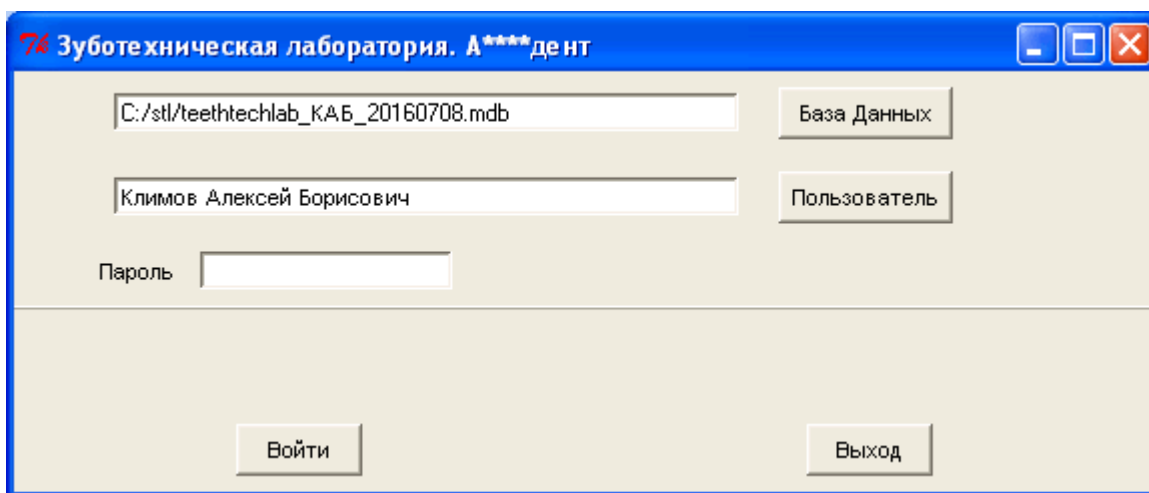 Зуботехническая лаборатория. А****дент
C:/stl/teethtechlab_КАБ_20160708.mdb
База Данных
Климов Алексей Борисович
Пользователь
Пароль
Войти
Выход